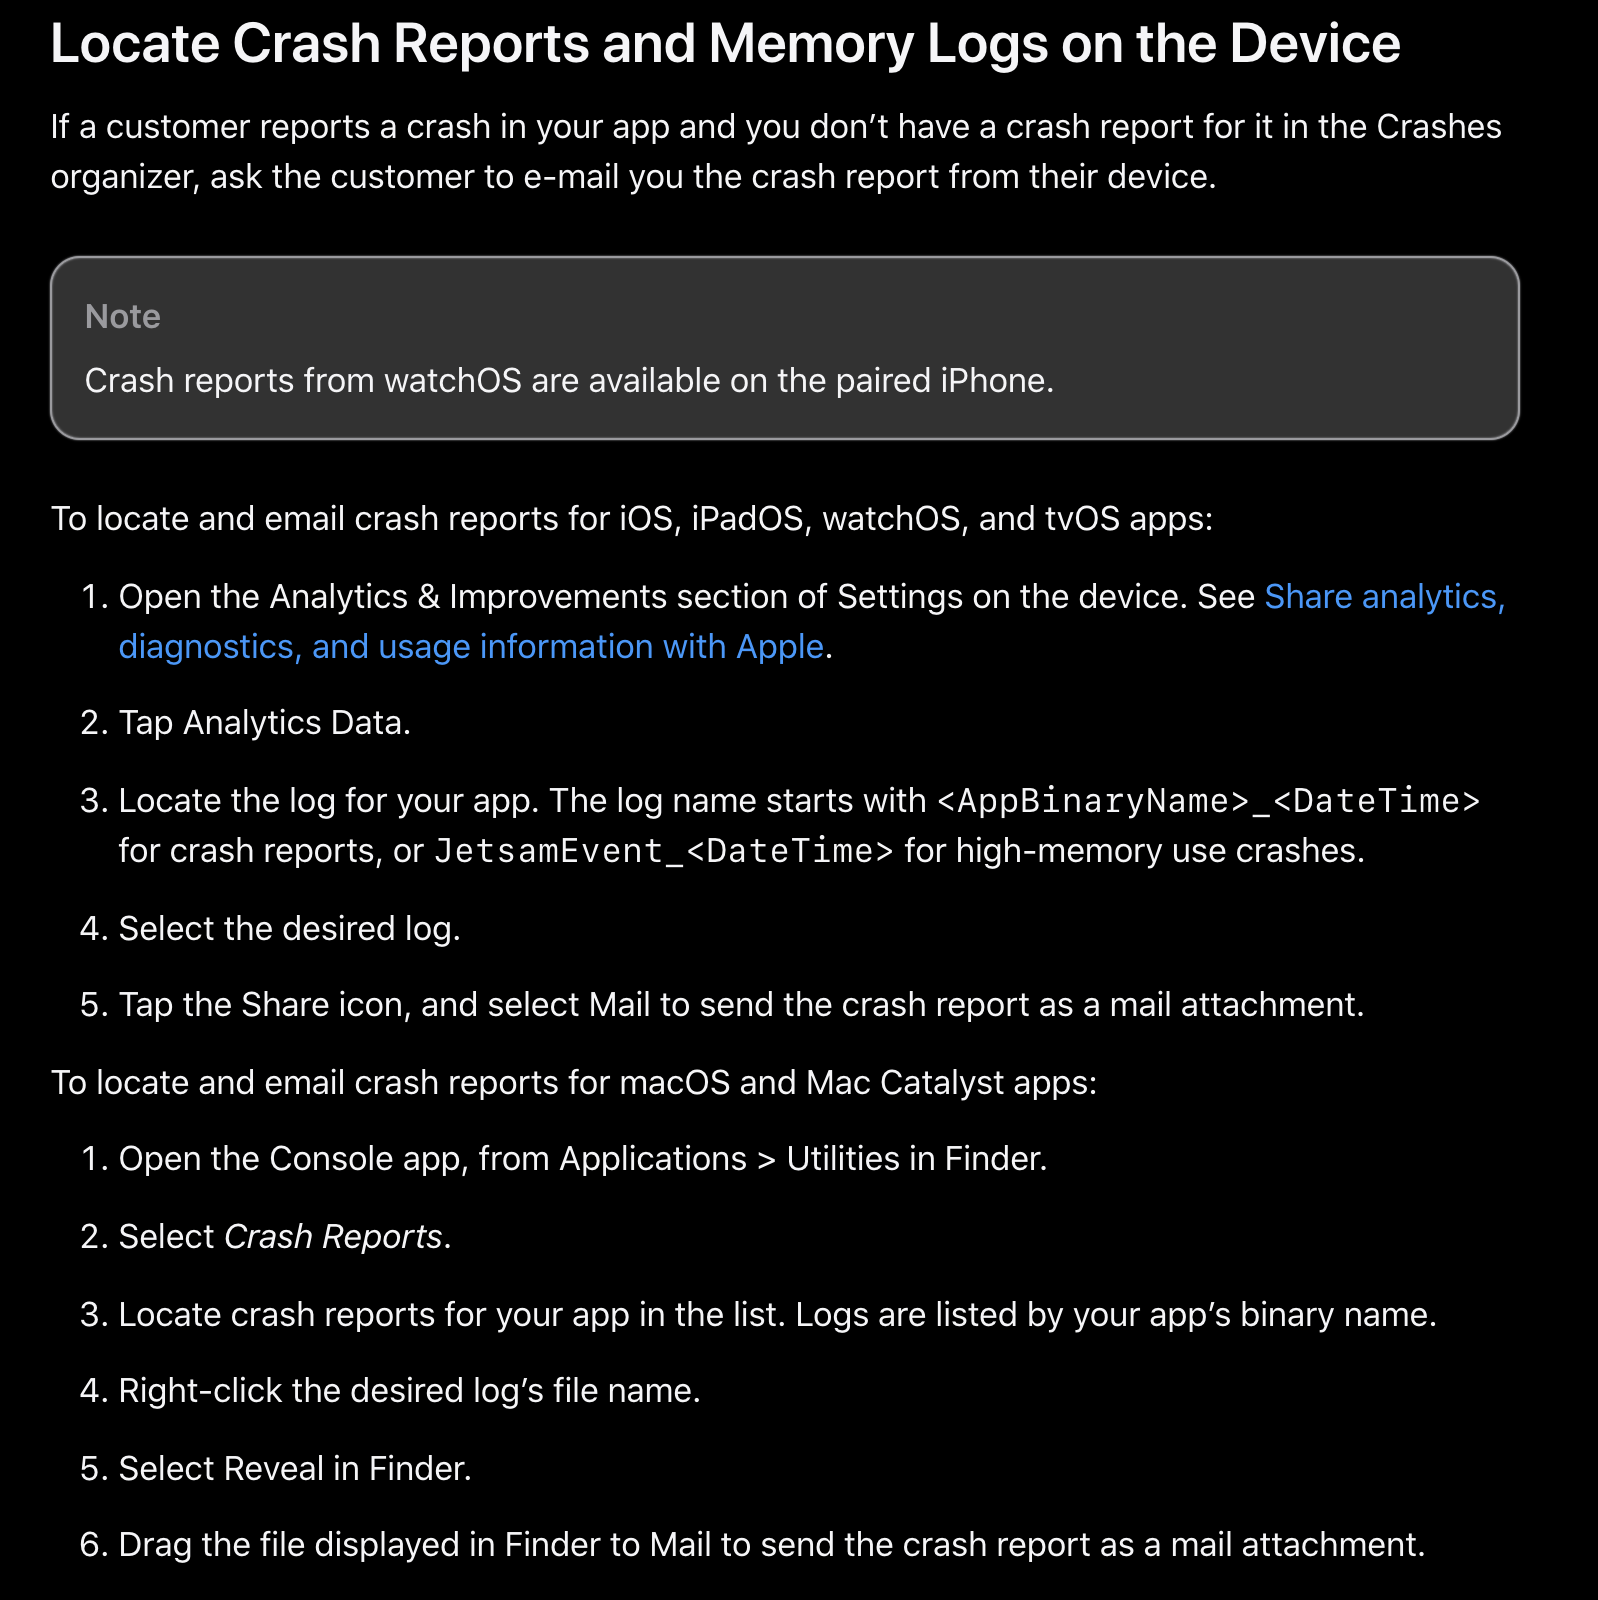 Locate Crash Reports and Memory Logs on the Device
If a customer reports a crash in your app and you don’t have a crash report for it in the Crashes
organizer, ask the customer to e-mail you the crash report from their device.
Note
Crash reports from watchOS are available on the paired iPhone.
To locate and email crash reports for iOS, iPadOS, watchOS, and tvOS apps:
1. Open the Analytics & Improvements section of Settings on the device. See Share analytics,
diagnostics, and usage information with Apple.
2. Tap Analytics Data.
3. Locate the log for your app. The log name starts with <AppBinaryName>_<DateTime>
for crash reports, or JetsamEvent_<DateTime> for high-memory use crashes.
4. Select the desired log.
5. Tap the Share icon, and select Mail to send the crash report as a mail attachment.
To locate and email crash reports for macOS and Mac Catalyst apps:
1. Open the Console app, from Applications > Utilities in Finder.
2. Select Crash Reports.
3. Locate crash reports for your app in the list. Logs are listed by your app’s binary name.
4. Right-click the desired log’s file name.
5. Select Reveal in Finder.
6. Drag the file displayed in Finder to Mail to send the crash report as a mail attachment.